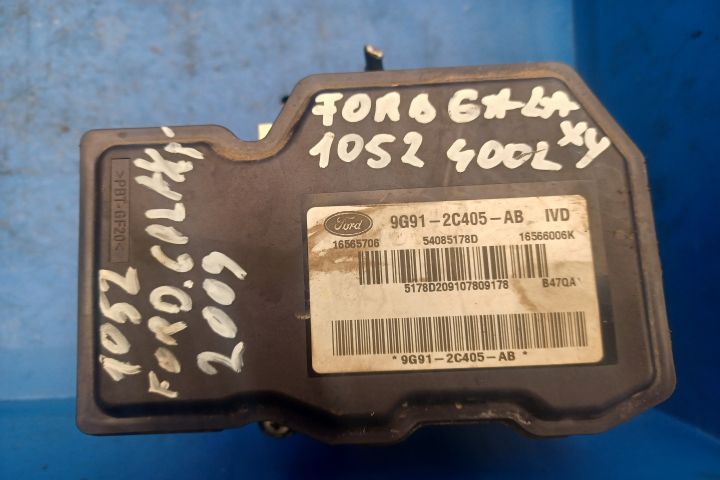 FORD GALA
XY
1052 400L
>PBT-GF20<
1052
FORD.GALAXY
2009
Ford
9G91-2C405-AB IVD
16565706 54085178D 16566006K
5178D209107809178 B47QA
* 9G91-2C405-AB *